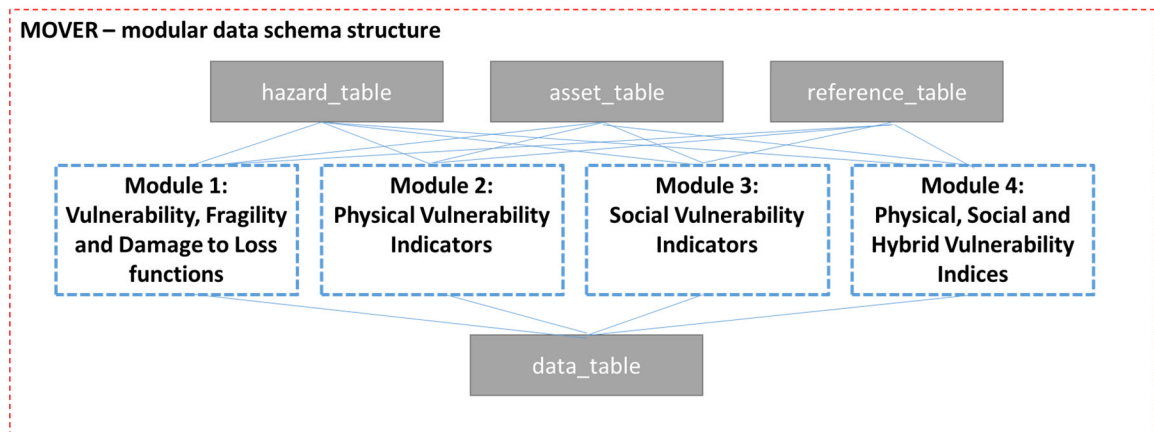 MOVER – modular data schema structure
hazard_table
asset_table
reference_table
Module 1:
Vulnerability, Fragility
and Damage to Loss
functions
Module 2:
Physical Vulnerability
Indicators
Module 3:
Social Vulnerability
Indicators
Module 4:
Physical, Social and
Hybrid Vulnerability
Indices
data_table